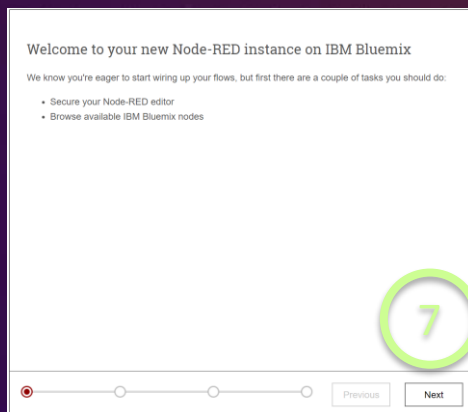 Welcome to your new Node-RED instance on IBM Bluemix
We know you're eager to start wiring up your flows, but first there are a couple of tasks you should do:
• Secure your Node-RED editor
• Browse available IBM Bluemix nodes
7
Previous Next